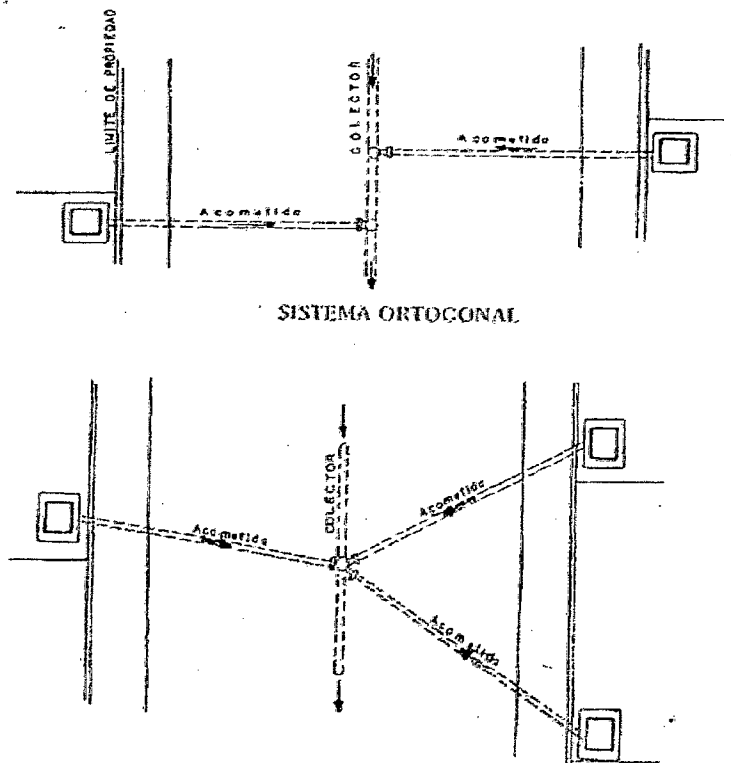 LIMITE DE PROPIEDAD
COLECTOR
Acometida
Acometida
SISTEMA ORTOGONAL
COLECTOR
Acometida
Acometida
Acometida